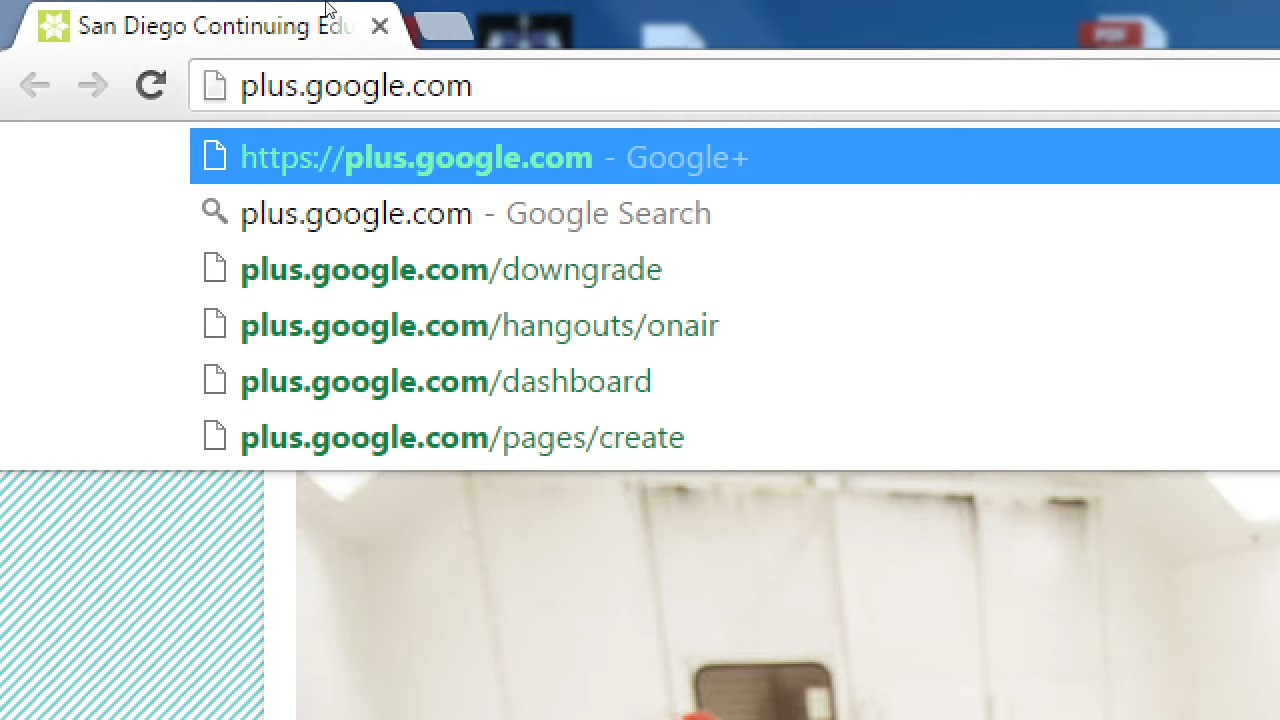 San Diego Continuing Edu
PDF
plus.google.com
https://plus.google.com - Google+
plus.google.com - Google Search
plus.google.com/downgrade
plus.google.com/hangouts/onair
plus.google.com/dashboard
plus.google.com/pages/create